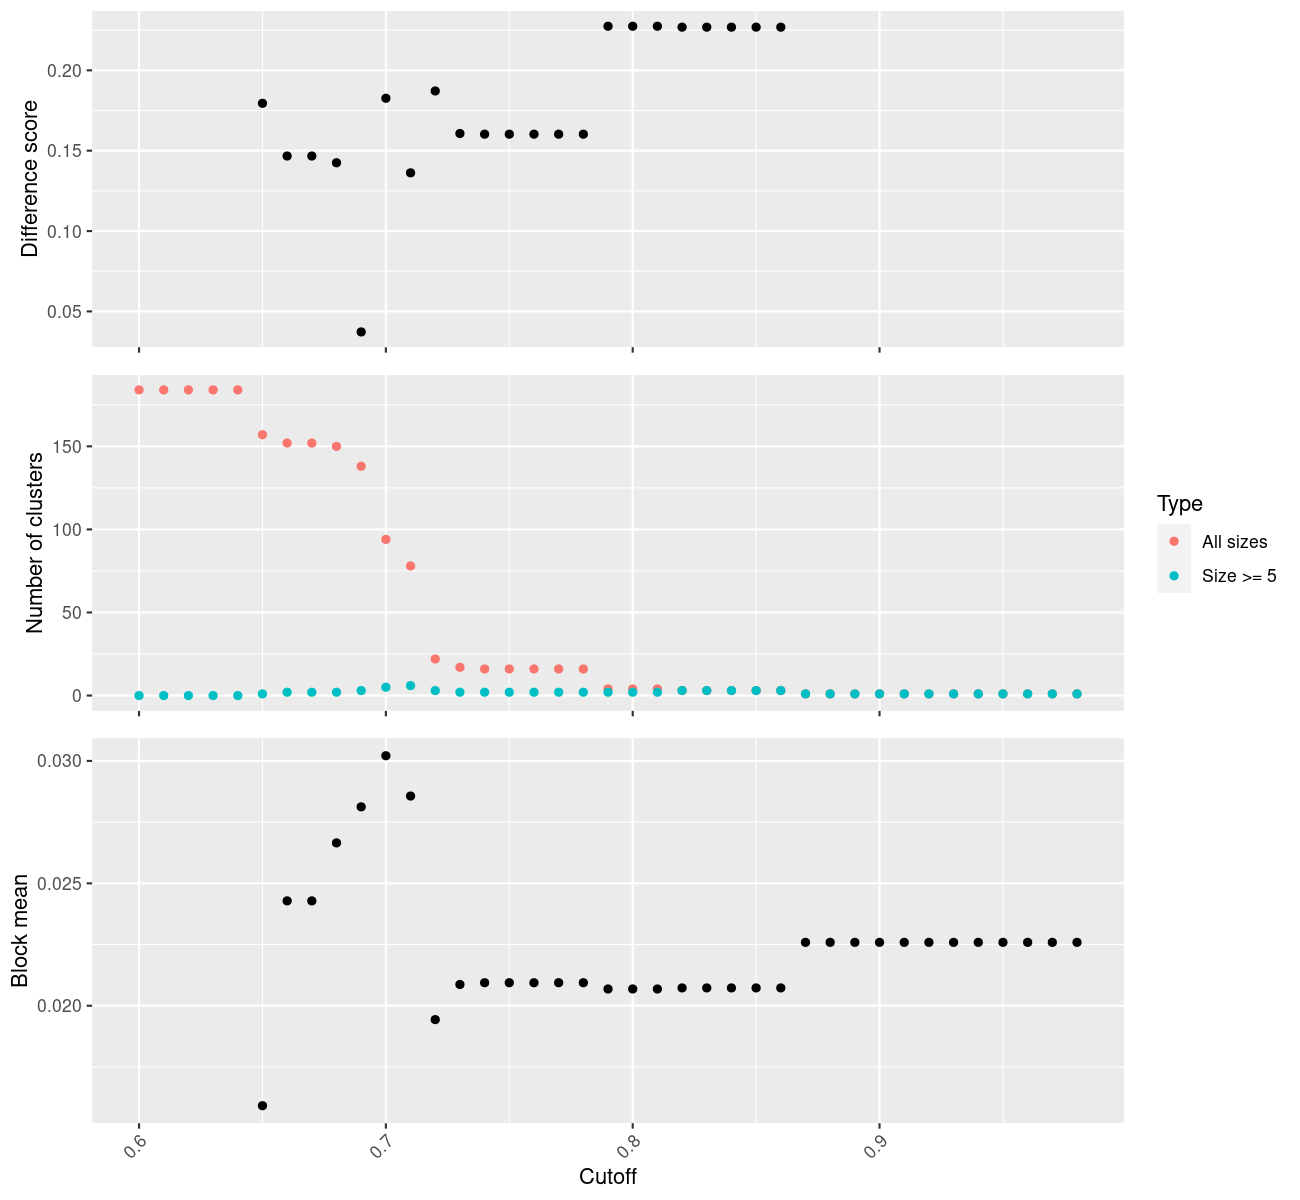 Difference score
0.20
0.15
0.10
0.05
Number of clusters
150
100
50
0
Type
All sizes
Size >= 5
Block mean
0.030
0.025
0.020
0.6
0.7
0.8
0.9
Cutoff